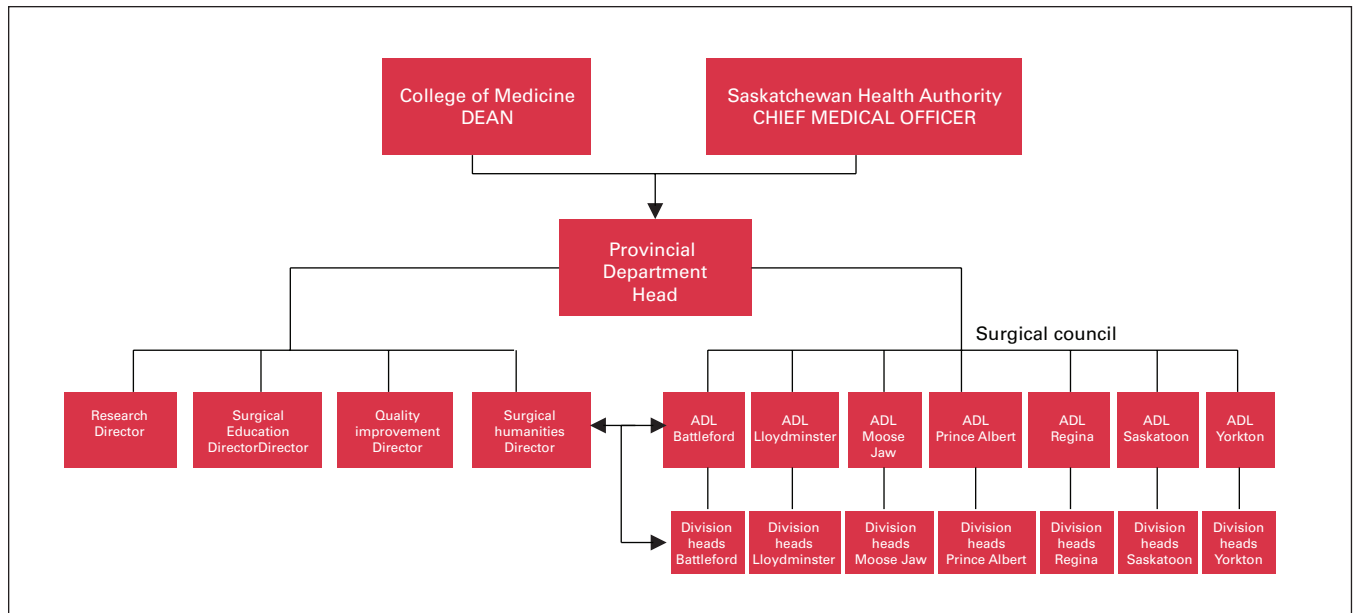 College of Medicine
DEAN
Saskatchewan Health Authority
CHIEF MEDICAL OFFICER
Provincial
Department
Head
Surgical council
Research
Director
Surgical
Education
DirectorDirector
Quality
improvement
Director
Surgical
humanities
Director
ADL
Battleford
ADL
Lloydminster
ADL
Moose
Jaw
ADL
Prince Albert
ADL
Regina
ADL
Saskatoon
ADL
Yorkton
Division
heads
Battleford
Division
heads
Lloydminster
Division
heads
Moose Jaw
Division
heads
Prince Albert
Division
heads
Regina
Division
heads
Saskatoon
Division
heads
Yorkton